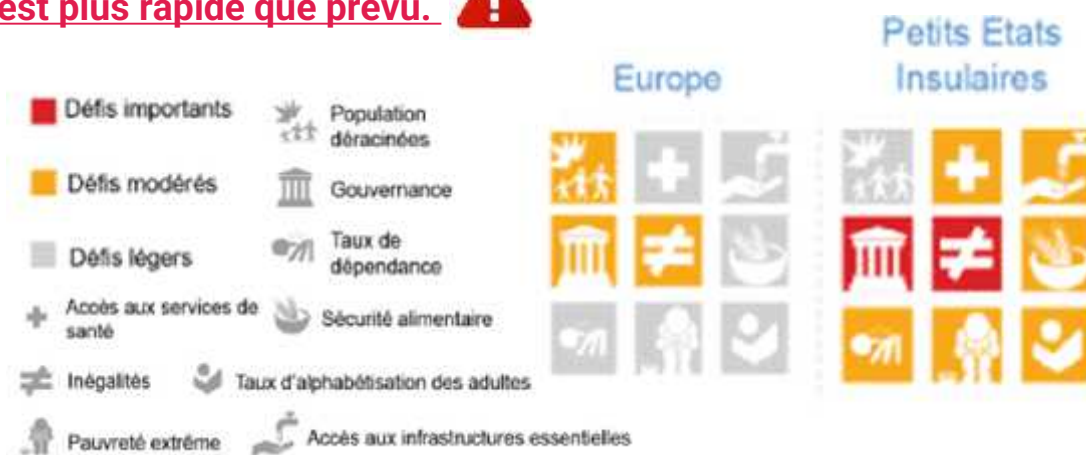 est plus rapide que prévu.
Petits Etats
Insulaires
Europe
Défis importants
Population
déracinées
Défis modérés
Gouvernance
Taux de
dépendance
Défis légers
Accès aux services de
santé
Sécurité alimentaire
Inégalités
Taux d'alphabétisation des adultes
Pauvreté extrême
Accès aux infrastructures essentielles